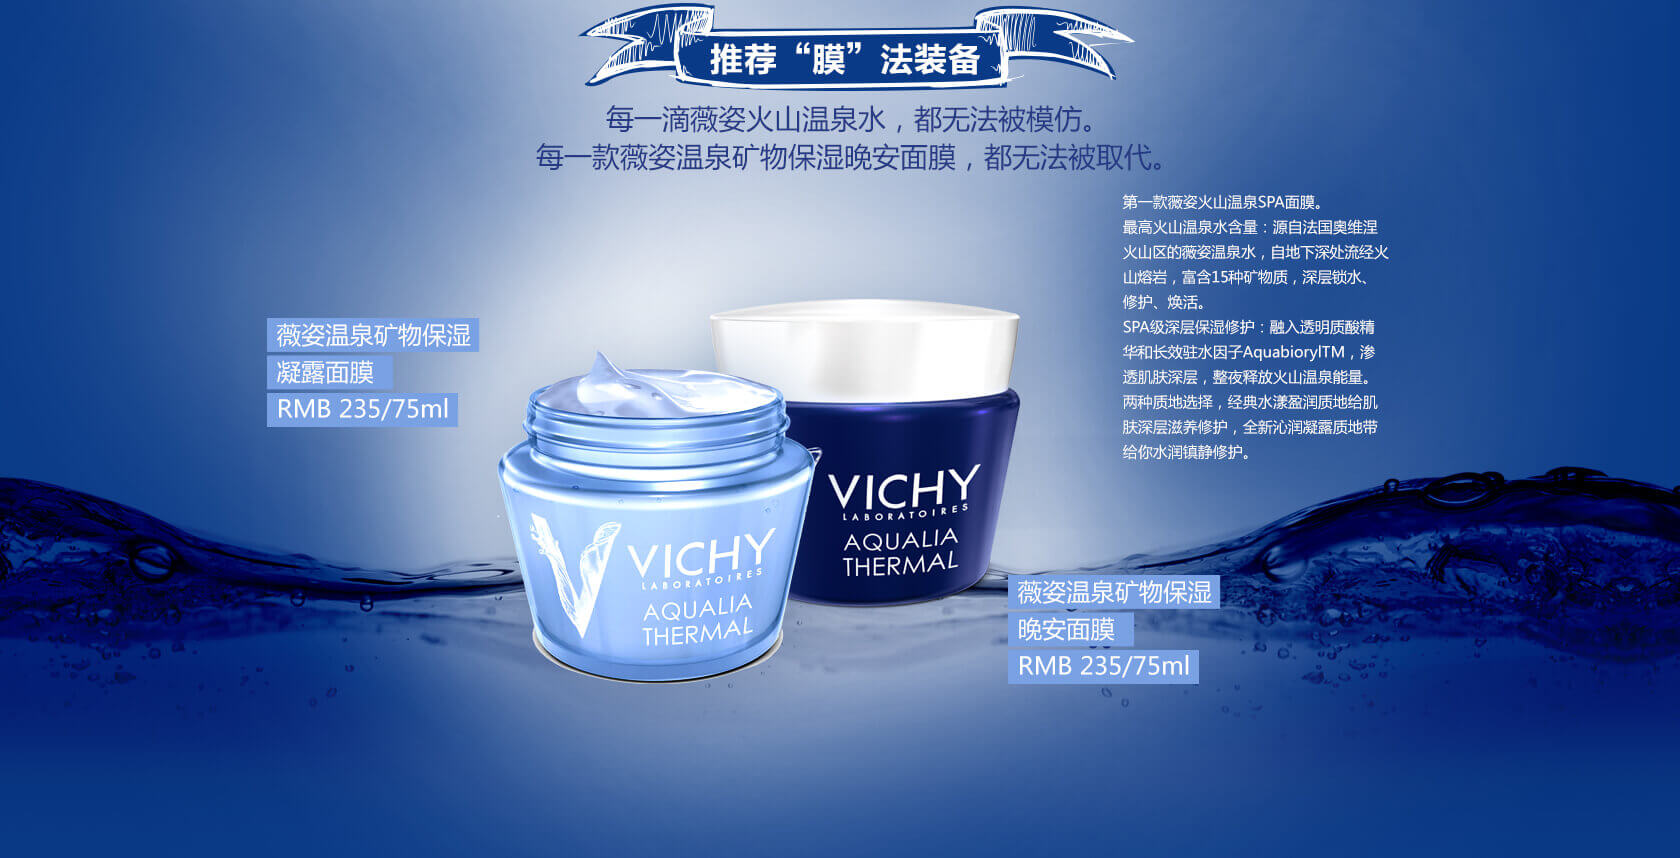 推荐“膜”法装备
每一滴薇姿火山温泉水，都无法被模仿。
每一款薇姿温泉矿物保湿晚安面膜，都无法被取代。
第一款薇姿火山温泉SPA面膜。
最高火山温泉水含量：源自法国奥维涅
火山区的薇姿温泉水，自地下深处流经火
山熔岩，富含15种矿物质，深层锁水、
修护、焕活。
SPA级深层保湿修护：融入透明质酸精
华和长效驻水因子AquabiorylTM，渗
透肌肤深层，整夜释放火山温泉能量。
两种质地选择，经典水漾盈润质地给肌
肤深层滋养修护，全新沁润凝露质地带
给你水润镇静修护。
薇姿温泉矿物保湿
凝露面膜
RMB 235/75ml
VICHY
LABORATOIRES
AQUALIA
THERMAL
VICHY
LABORATOIRES
AQUALIA
THERMAL
薇姿温泉矿物保湿
晚安面膜
RMB 235/75ml